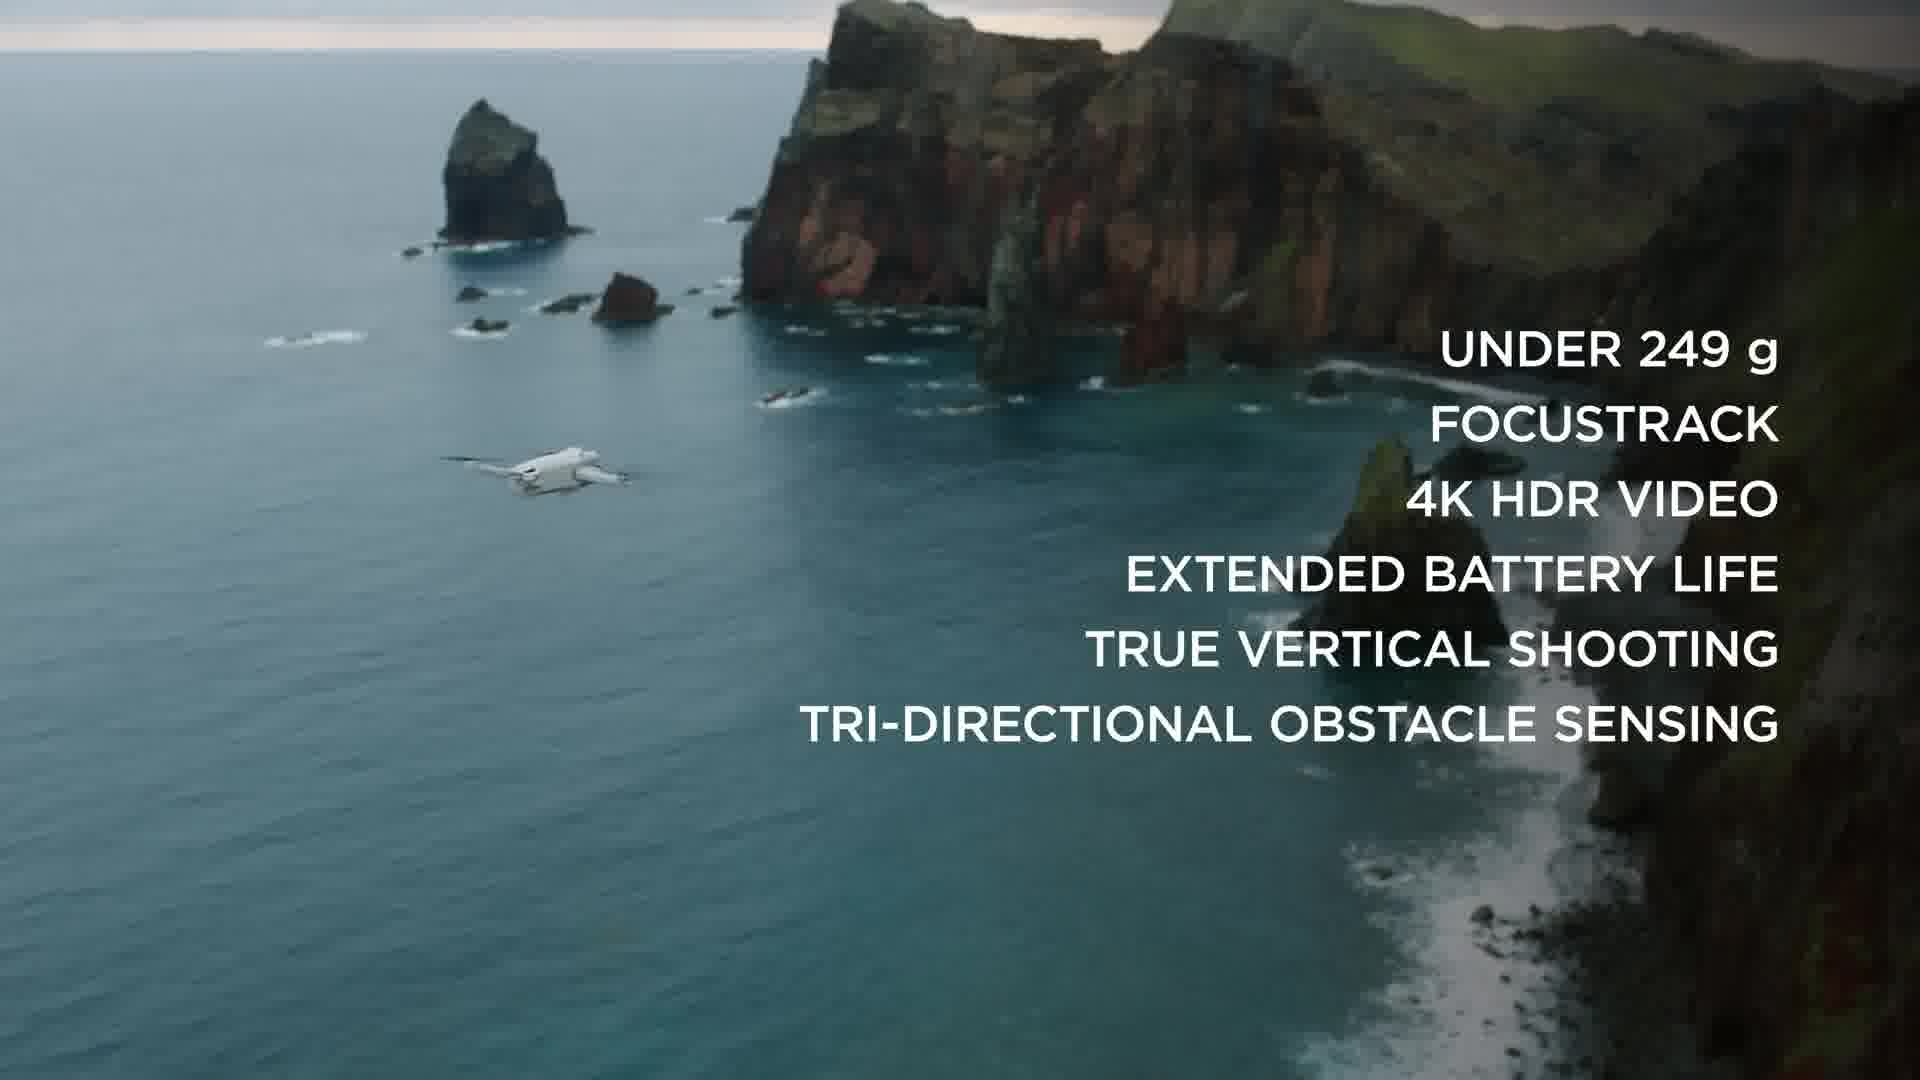 UNDER 249 g
FOCUSTRACK
4K HDR VIDEO
EXTENDED BATTERY LIFE
TRUE VERTICAL SHOOTING
TRI-DIRECTIONAL OBSTACLE SENSING